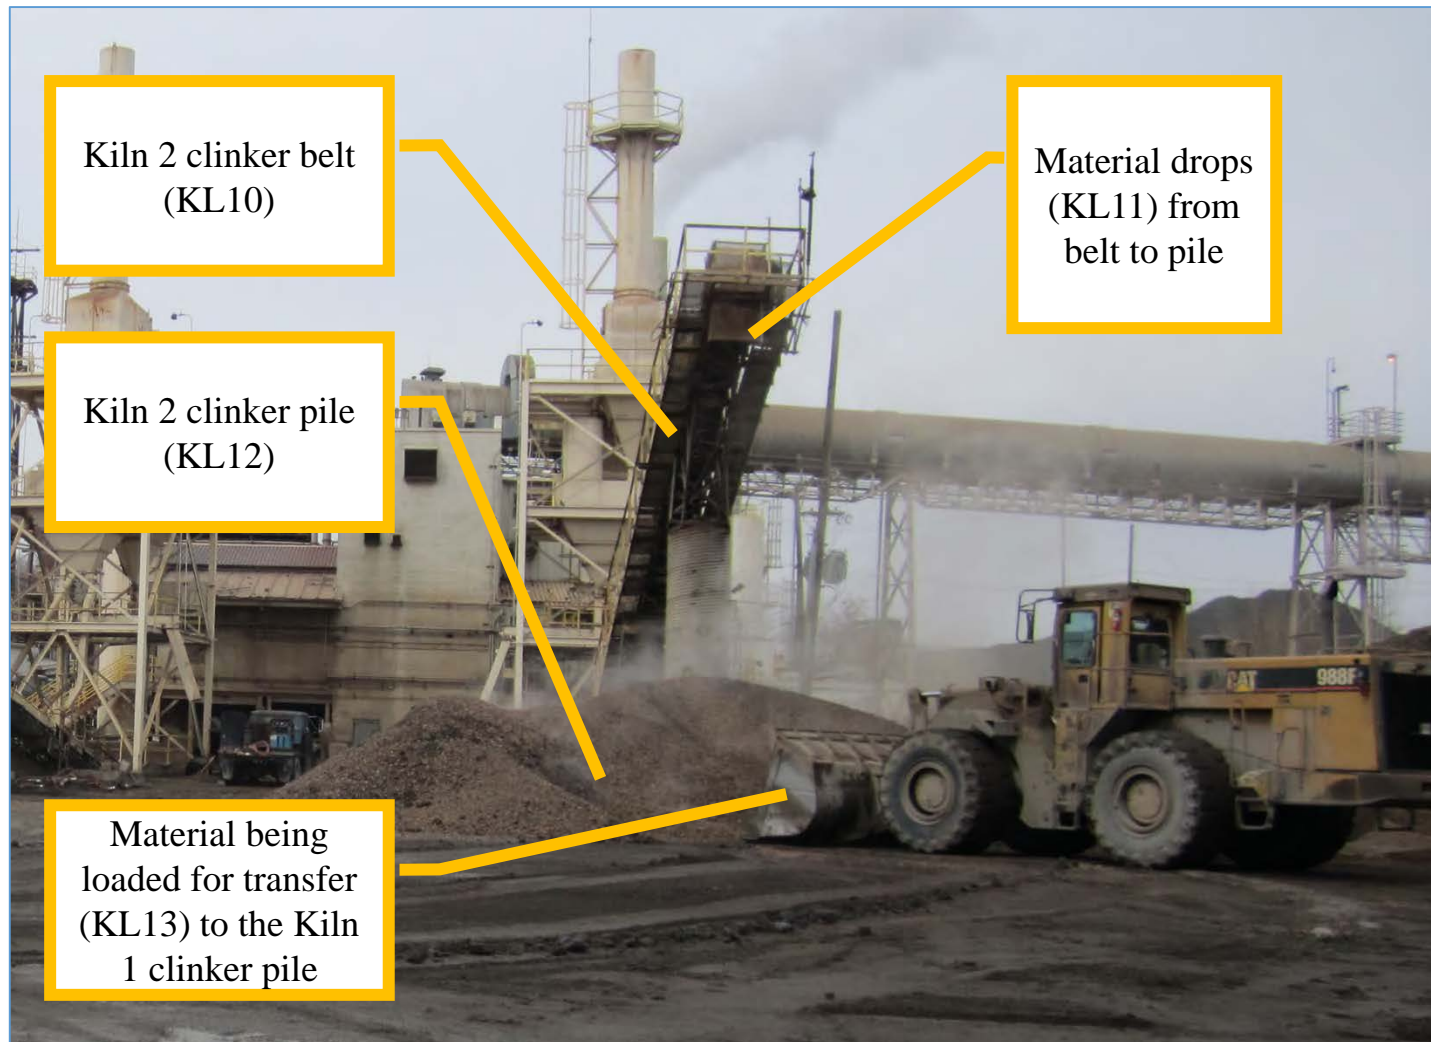 Kiln 2 clinker belt
(KL10)
Material drops
(KL11) from
belt to pile
Kiln 2 clinker pile
(KL12)
Material being
loaded for transfer
(KL13) to the Kiln
1 clinker pile
CAT
988F